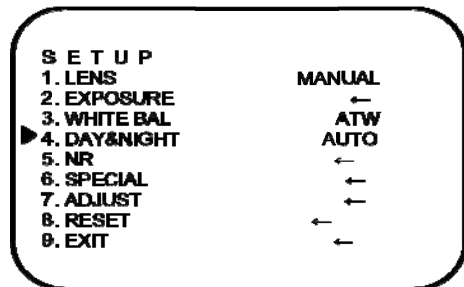 S E T U P
1. LENS MANUAL
2. EXPOSURE ←
3. WHITE BAL ATW
4. DAY&NIGHT AUTO
5. NR ←
6. SPECIAL ←
7. ADJUST ←
8. RESET ←
9. EXIT ←